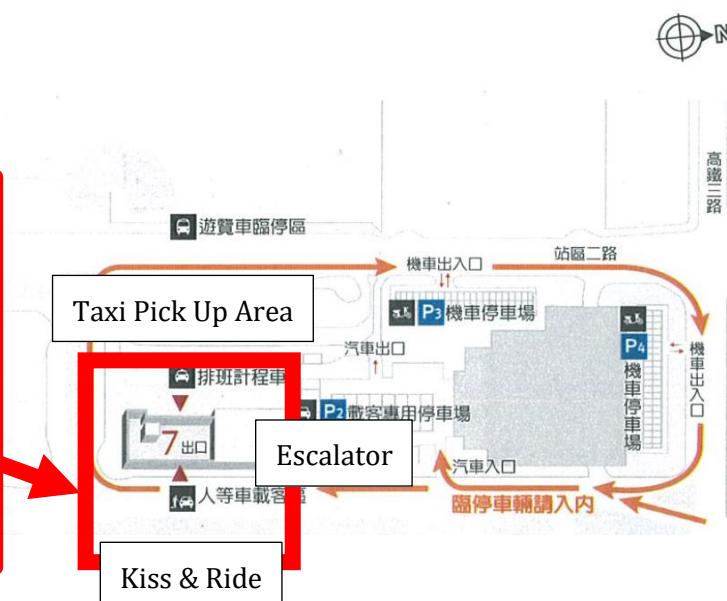 N
高鐵三路
遊覽車臨停區
站區二路
機車出入口
Taxi Pick Up Area
P3 機車停車場
P4 機車停車場
機車出入口
汽車出口
排班計程車
P2 載客專用停車場
7 出口
Escalator
汽車入口
人等車載客區
臨停車輛請入內
Kiss & Ride